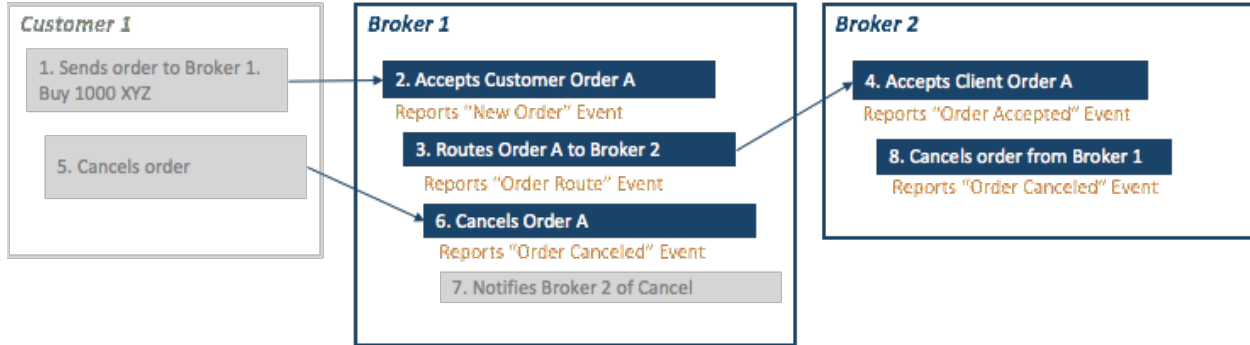 Customer 1
1. Sends order to Broker 1.
Buy 1000 XYZ
5. Cancels order
Broker 1
2. Accepts Customer Order A
Reports "New Order" Event
3. Routes Order A to Broker 2
Reports "Order Route" Event
6. Cancels Order A
Reports "Order Canceled" Event
7. Notifies Broker 2 of Cancel
Broker 2
4. Accepts Client Order A
Reports "Order Accepted" Event
8. Cancels order from Broker 1
Reports "Order Canceled" Event